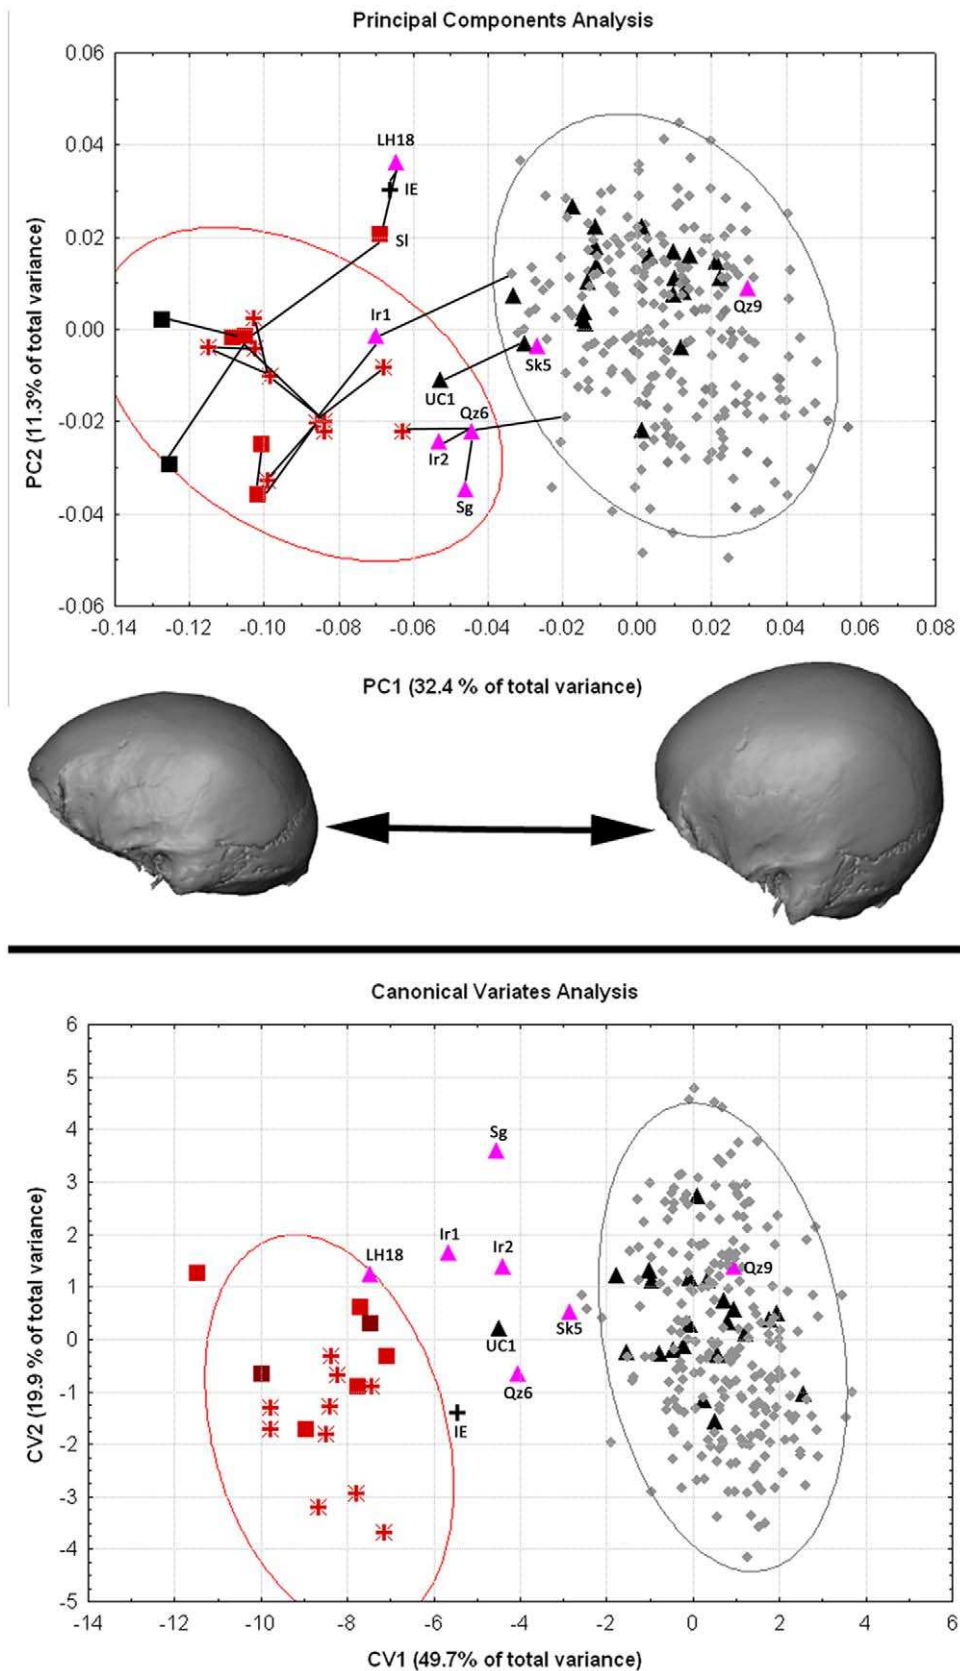 Principal Components Analysis
0.06
0.04
0.02
0.00
-0.02
-0.04
-0.06
PC2 (11.3% of total variance)
LH18
IE
SI
Ir1
UC1
Sk5
Qz6
Ir2
Sg
Qz9
-0.14 -0.12 -0.10 -0.08 -0.06 -0.04 -0.02 0.00 0.02 0.04 0.06 0.08
PC1 (32.4 % of total variance)
Canonical Variates Analysis
6
5
4
3
2
1
0
-1
-2
-3
-4
-5
CV2 (19.9 % of total variance)
Sg
Ir1
Ir2
LH18
Qz9
Sk5
UC1
Qz6
IE
-14 -12 -10 -8 -6 -4 -2 0 2 4 6
CV1 (49.7% of total variance)